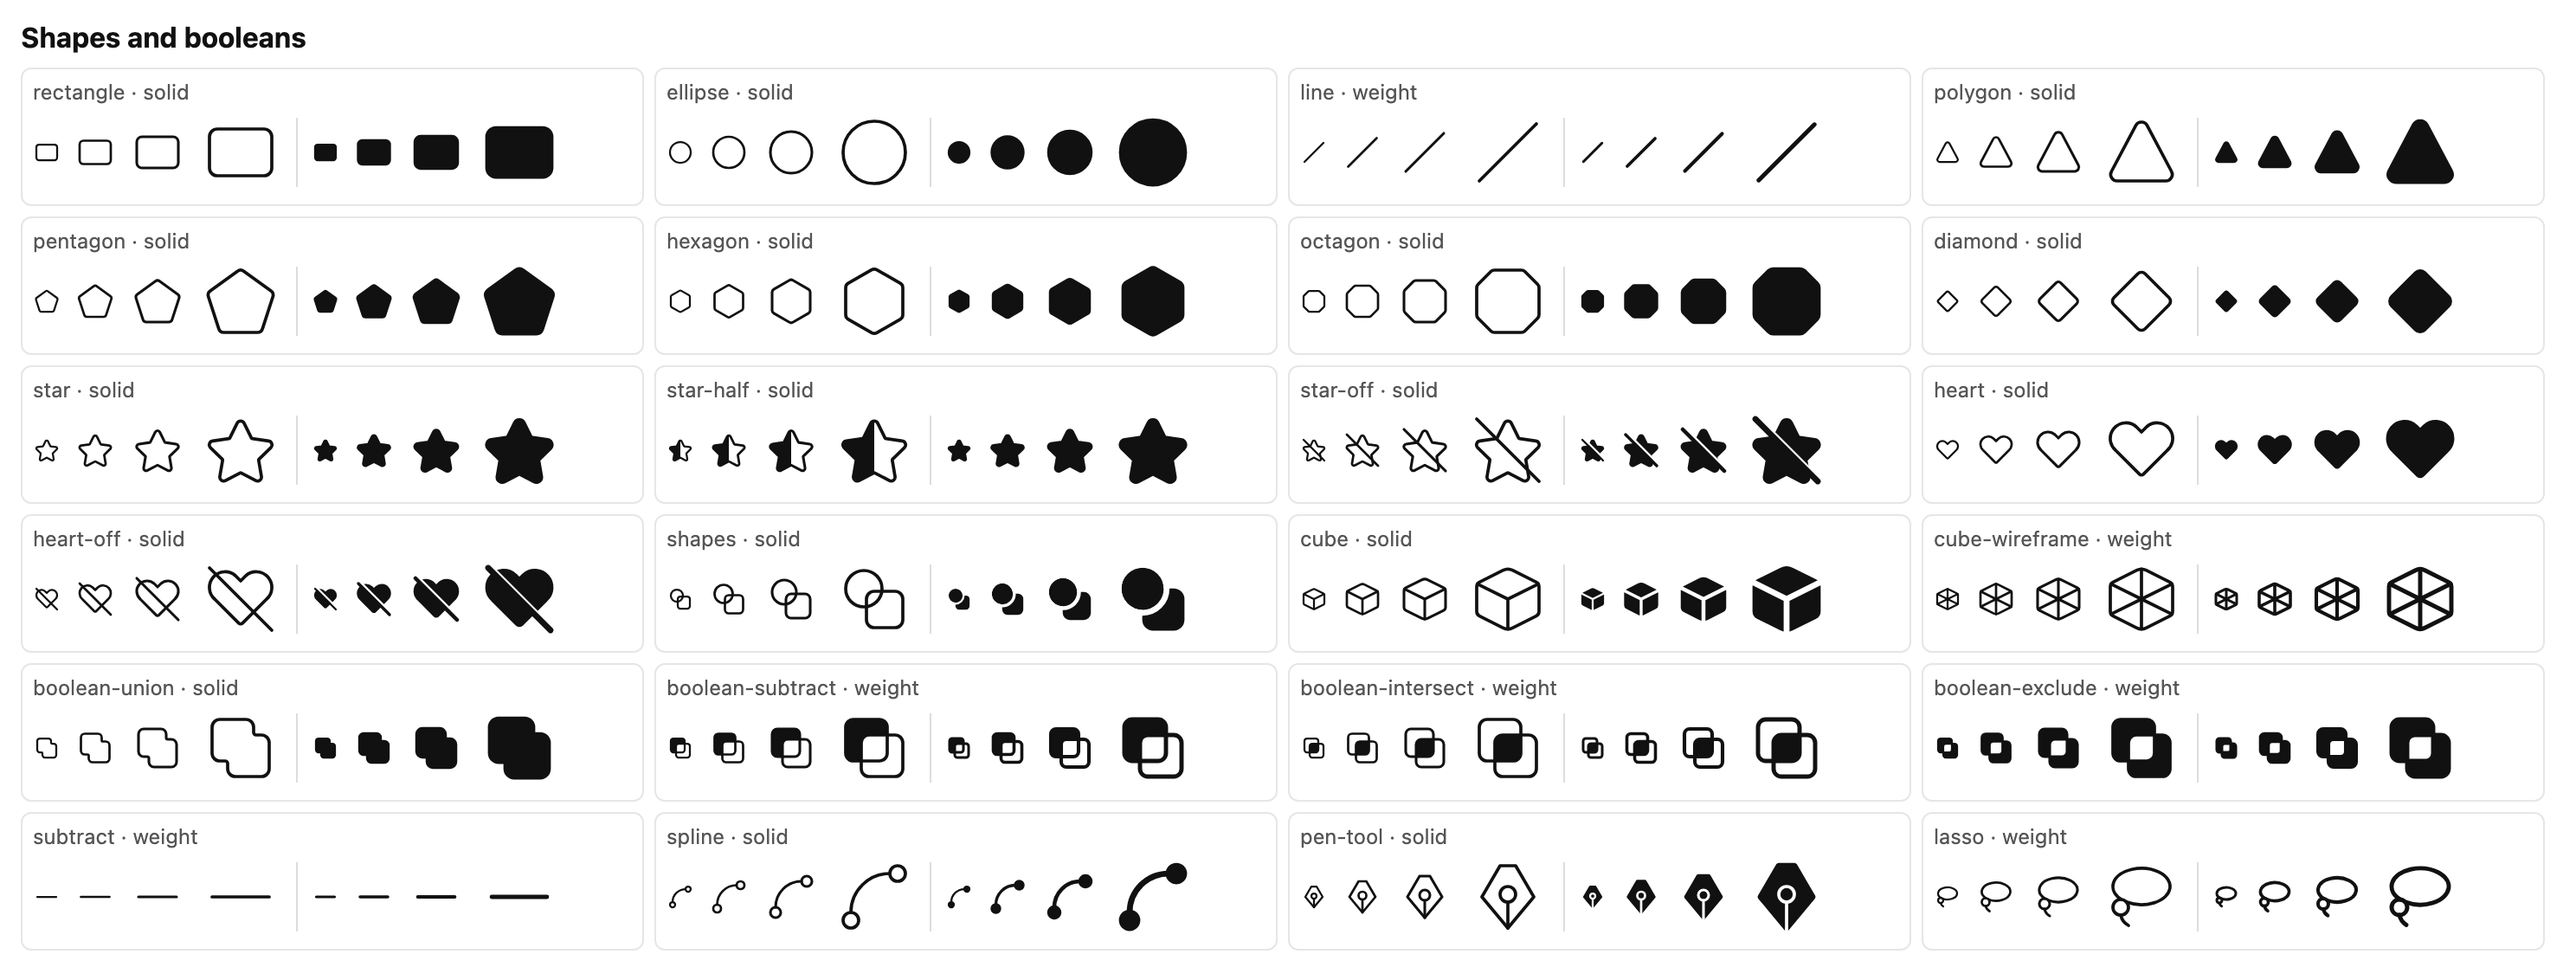 Shapes and booleans
rectangle · solid
ellipse · solid
line · weight
polygon · solid
pentagon · solid
hexagon · solid
octagon · solid
diamond · solid
star · solid
star-half · solid
star-off · solid
heart · solid
heart-off · solid
shapes · solid
cube · solid
cube-wireframe · weight
boolean-union · solid
boolean-subtract · weight
boolean-intersect · weight
boolean-exclude · weight
subtract · weight
spline · solid
pen-tool · solid
lasso · weight